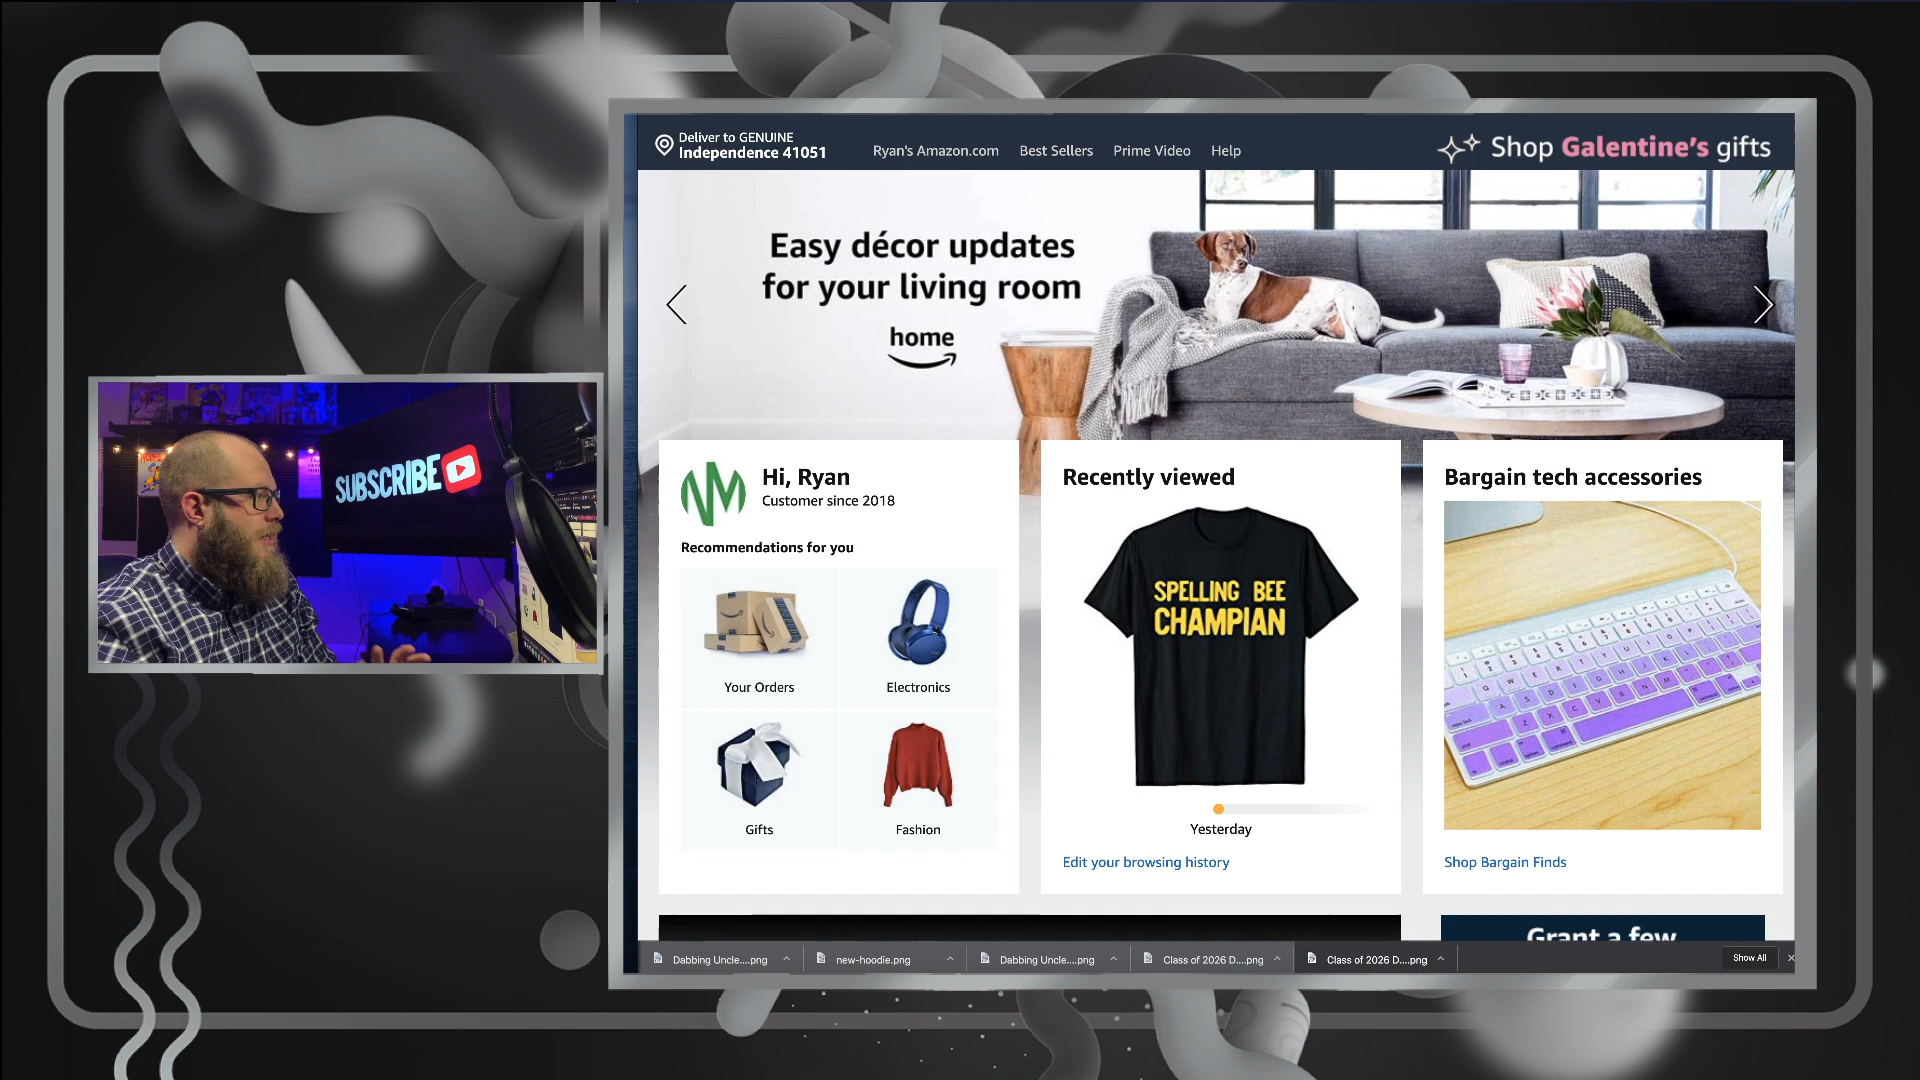 Deliver to GENUINE
Independence 41051
Ryan's Amazon.com Best Sellers Prime Video Help
Shop Galentine's gifts
Easy décor updates
for your living room
home
SUBSCRIBE
Hi, Ryan
Customer since 2018
Recommendations for you
Your Orders
Electronics
Gifts
Fashion
Recently viewed
SPELLING BEE
CHAMPIAN
Yesterday
Edit your browsing history
Bargain tech accessories
Shop Bargain Finds
Grant a few
Dabbing Uncle....png
new-hoodie.png
Dabbing Uncle....png
Class of 2026 D....png
Class of 2026 D....png
Show All